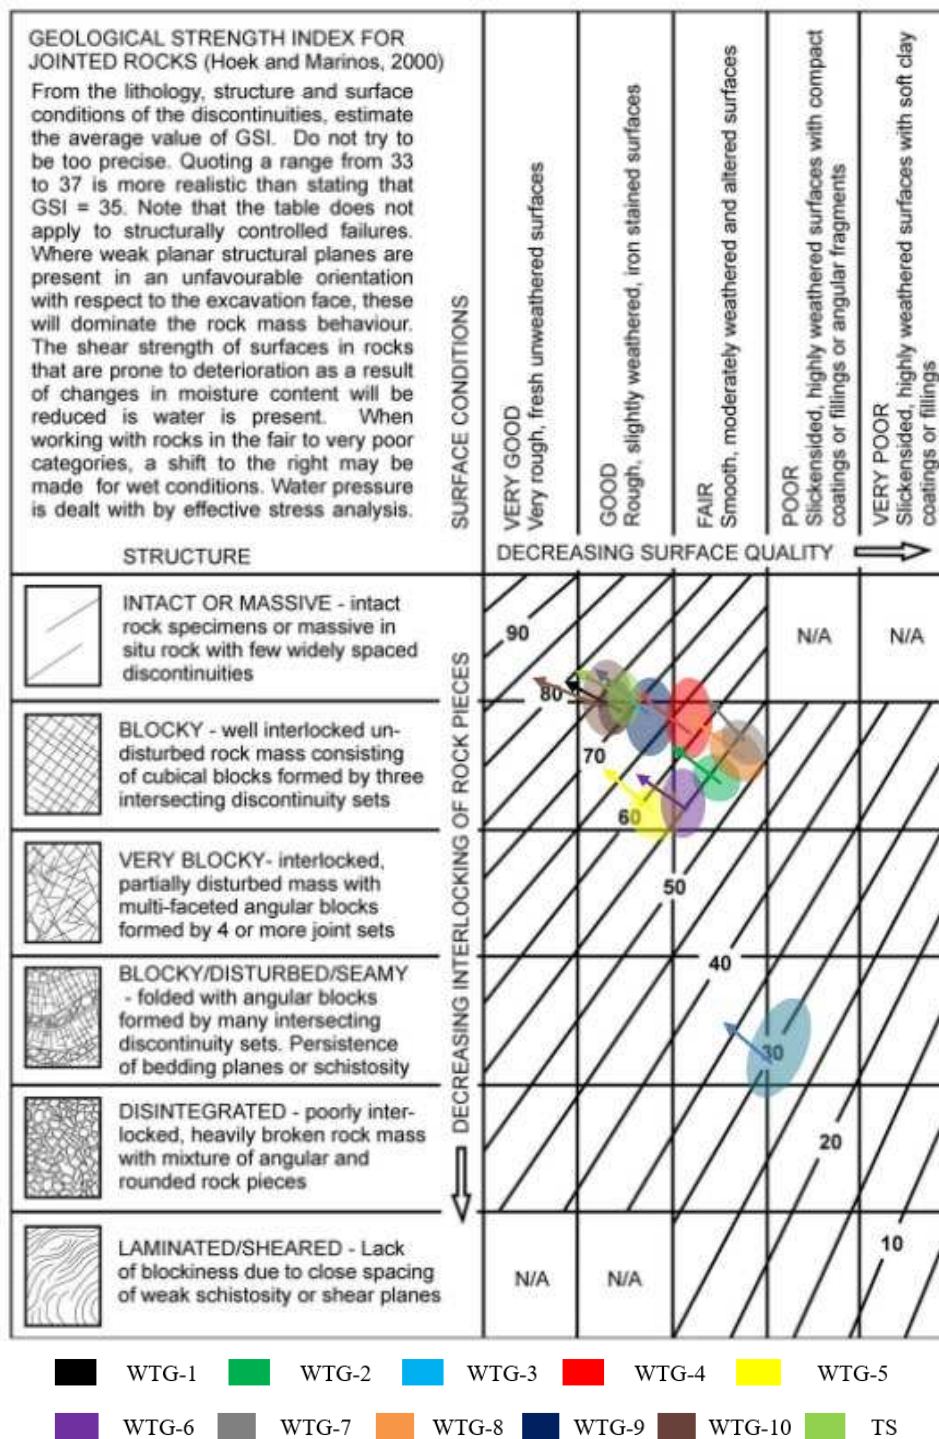 GEOLOGICAL STRENGTH INDEX FOR
JOINTED ROCKS (Hoek and Marinos, 2000)
From the lithology, structure and surface
conditions of the discontinuities, estimate
the average value of GSI. Do not try to
be too precise. Quoting a range from 33
to 37 is more realistic than stating that
GSI = 35. Note that the table does not
apply to structurally controlled failures.
Where weak planar structural planes are
present in an unfavourable orientation
with respect to the excavation face, these
will dominate the rock mass behaviour.
The shear strength of surfaces in rocks
that are prone to deterioration as a result
of changes in moisture content will be
reduced is water is present. When
working with rocks in the fair to very poor
categories, a shift to the right may be
made for wet conditions. Water pressure
is dealt with by effective stress analysis.
STRUCTURE
SURFACE CONDITIONS
VERY GOOD
Very rough, fresh unweathered surfaces
GOOD
Rough, slightly weathered, iron stained surfaces
FAIR
Smooth, moderately weathered and altered surfaces
POOR
Slickensided, highly weathered surfaces with compact
coatings or fillings or angular fragments
VERY POOR
Slickensided, highly weathered surfaces with soft clay
coatings or fillings
DECREASING SURFACE QUALITY
DECREASING INTERLOCKING OF ROCK PIECES
INTACT OR MASSIVE - intact
rock specimens or massive in
situ rock with few widely spaced
discontinuities
BLOCKY - well interlocked un-
disturbed rock mass consisting
of cubical blocks formed by three
intersecting discontinuity sets
VERY BLOCKY- interlocked,
partially disturbed mass with
multi-faceted angular blocks
formed by 4 or more joint sets
BLOCKY/DISTURBED/SEAMY
- folded with angular blocks
formed by many intersecting
discontinuity sets. Persistence
of bedding planes or schistosity
DISINTEGRATED - poorly inter-
locked, heavily broken rock mass
with mixture of angular and
rounded rock pieces
LAMINATED/SHEARED - Lack
of blockiness due to close spacing
of weak schistosity or shear planes
90
N/A
N/A
80
70
60
50
40
30
20
10
N/A
N/A
WTG-1 WTG-2 WTG-3 WTG-4 WTG-5
WTG-6 WTG-7 WTG-8 WTG-9 WTG-10 TS